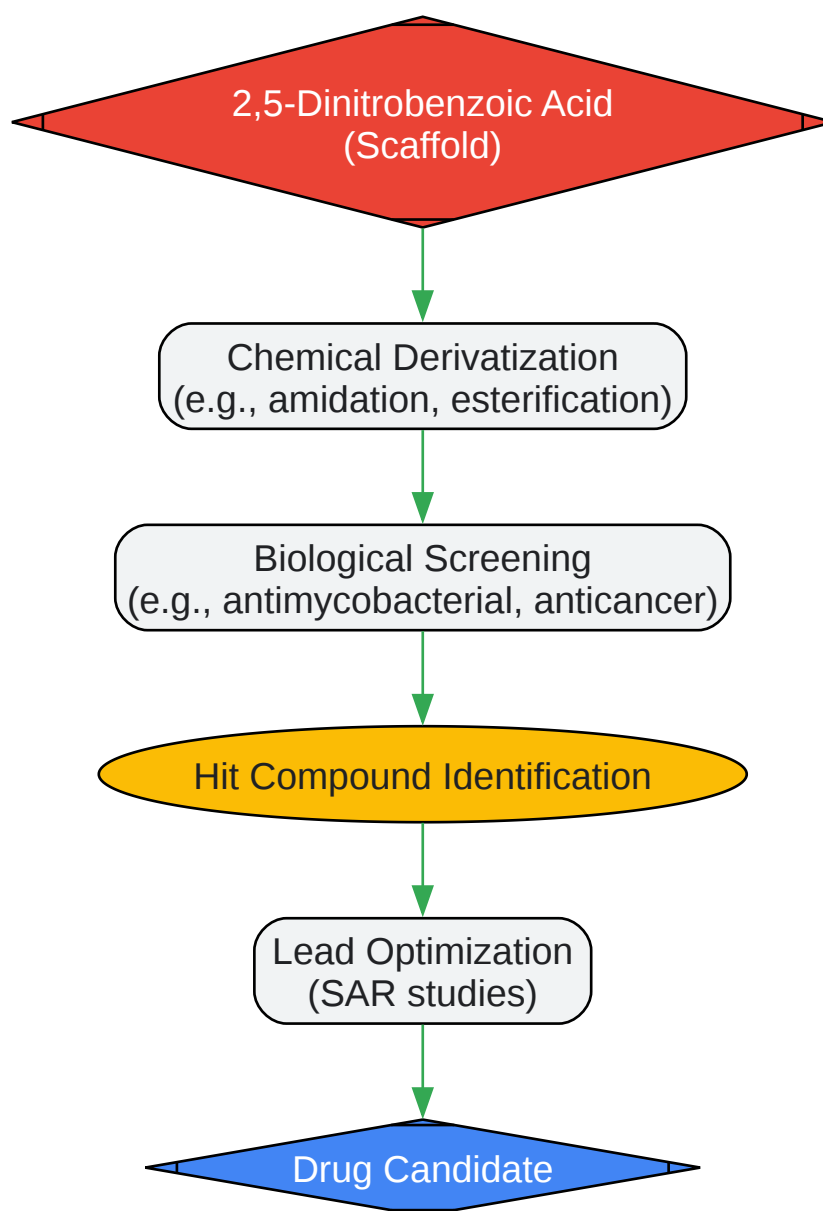 2,5-Dinitrobenzoic Acid
(Scaffold)
Chemical Derivatization
(e.g., amidation, esterification)
Biological Screening
(e.g., antimycobacterial, anticancer)
Hit Compound Identification
Lead Optimization
(SAR studies)
Drug Candidate